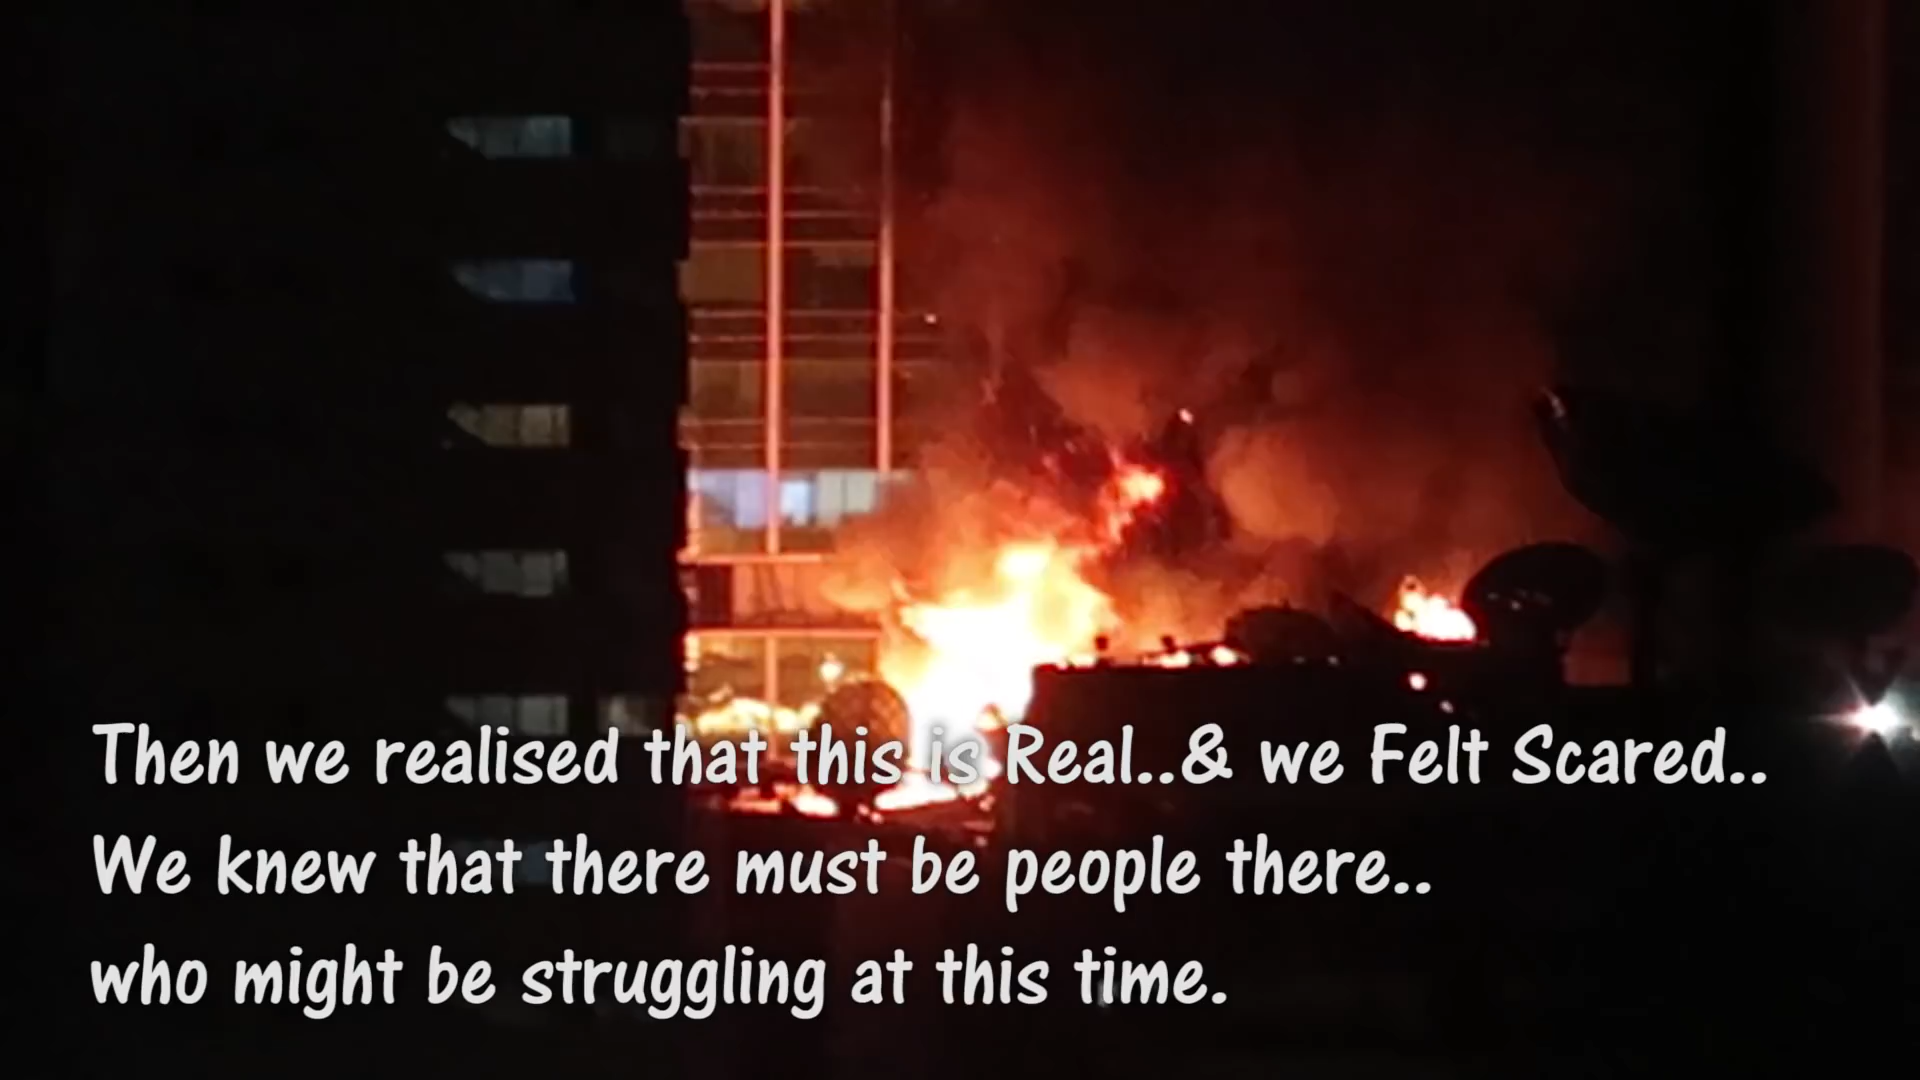 Then we realised that this is Real..& we Felt Scared..
We knew that there must be people there..
who might be struggling at this time.